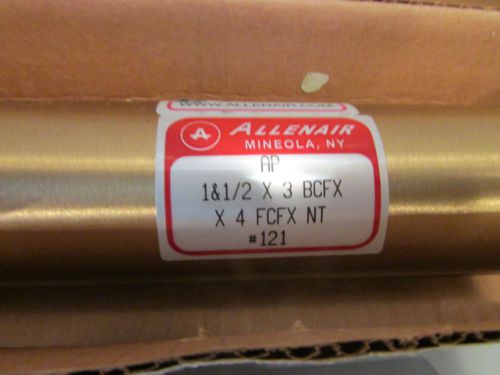 WWW.ALLENAIR.COM
A ALLENAIR
MINEOLA, NY
AP
1&1/2 X 3 BCFX
X 4 FCFX NT
#121